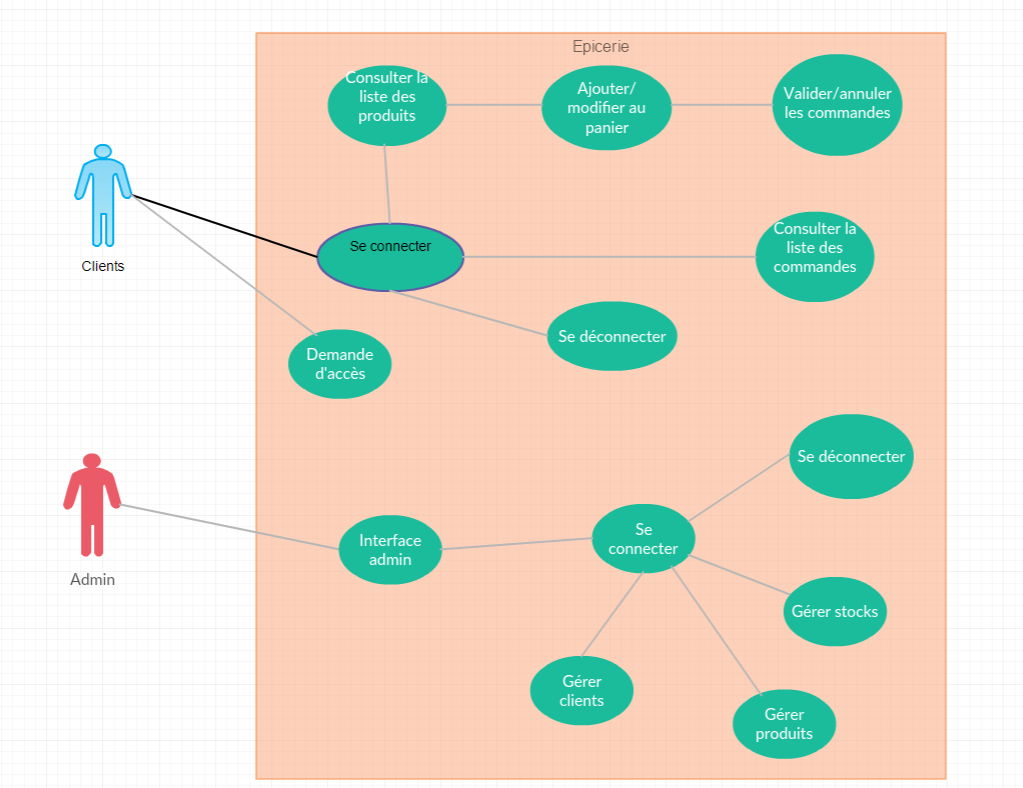 Epicerie
Consulter la
liste des
produits
Ajouter/
modifier au
panier
Valider/annuler
les commandes
Clients
Se connecter
Consulter la
liste des
commandes
Se déconnecter
Demande
d'accès
Se déconnecter
Admin
Interface
admin
Se
connecter
Gérer stocks
Gérer
clients
Gérer
produits